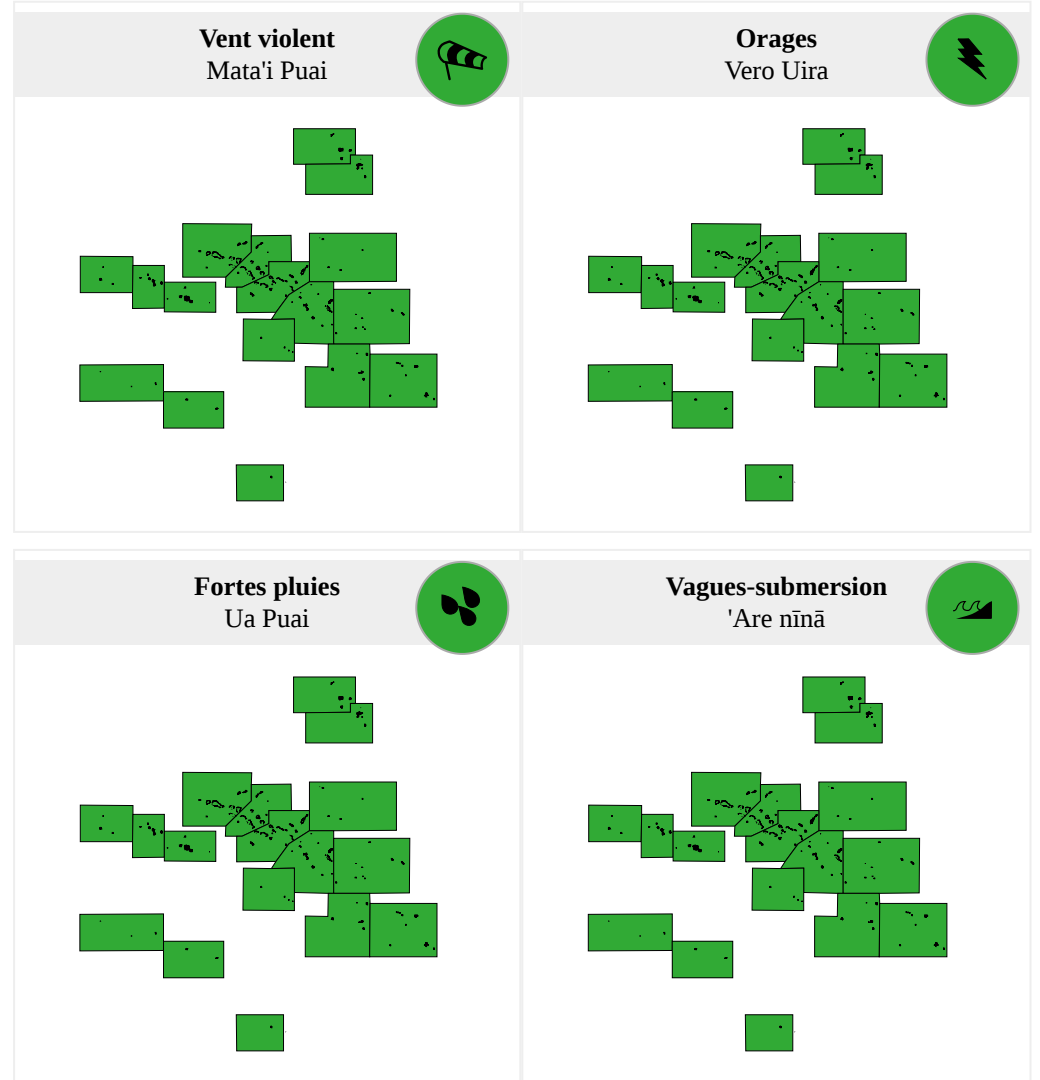 Vent violent
Mata'i Puai
Orages
Vero Uira
Fortes pluies
Ua Puai
Vagues-submersion
'Are nīnā